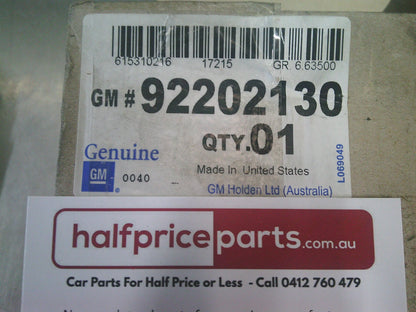 615310216 17215 GR. 6.63500
GM # 92202130
QTY. 01
Genuine
Made in United States
GM 0040
GM Holden Ltd (Australia)
L069049
halfpriceparts.com.au
Car Parts For Half Price or Less - Call 0412 760 479